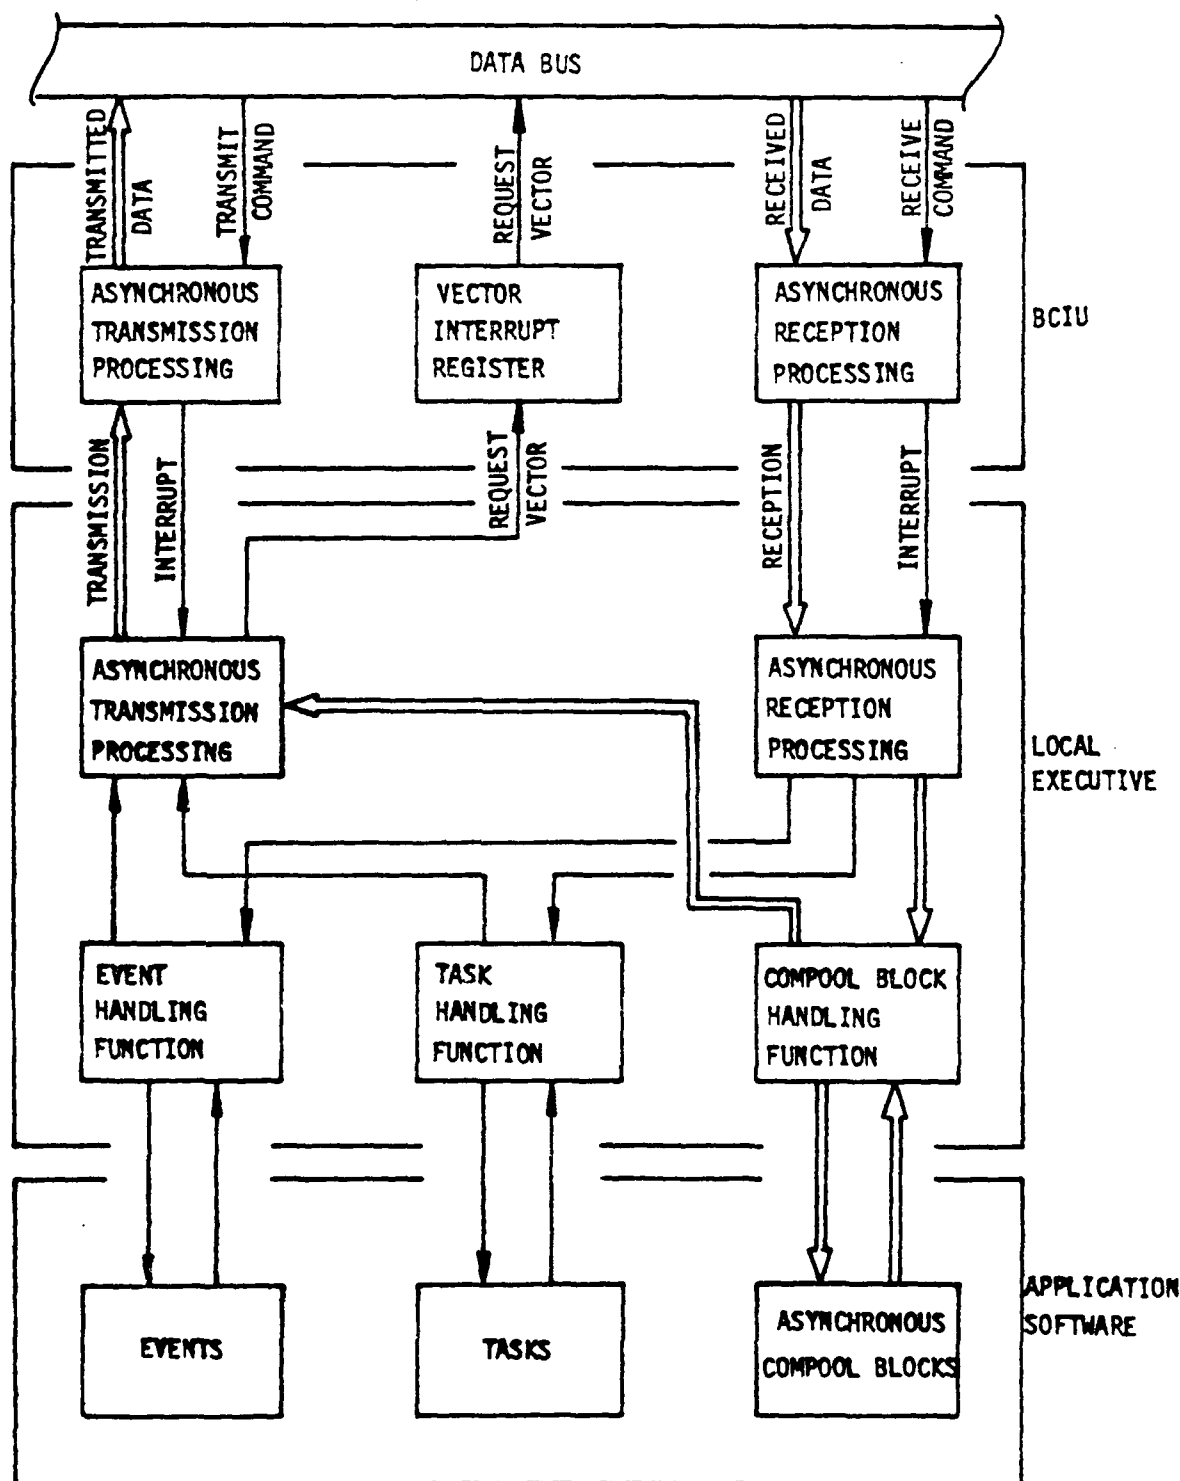 DATA BUS
TRANSMITTED
DATA
TRANSMIT
COMMAND
REQUEST
VECTOR
RECEIVED
DATA
RECEIVE
COMMAND
ASYNCHRONOUS
TRANSMISSION
PROCESSING
VECTOR
INTERRUPT
REGISTER
ASYNCHRONOUS
RECEPTION
PROCESSING
BCIU
TRANSMISSION
INTERRUPT
REQUEST
VECTOR
RECEPTION
INTERRUPT
ASYNCHRONOUS
TRANSMISSION
PROCESSING
ASYNCHRONOUS
RECEPTION
PROCESSING
LOCAL
EXECUTIVE
EVENT
HANDLING
FUNCTION
TASK
HANDLING
FUNCTION
COMPOOL BLOCK
HANDLING
FUNCTION
EVENTS
TASKS
ASYNCHRONOUS
COMPOOL BLOCKS
APPLICATION
SOFTWARE